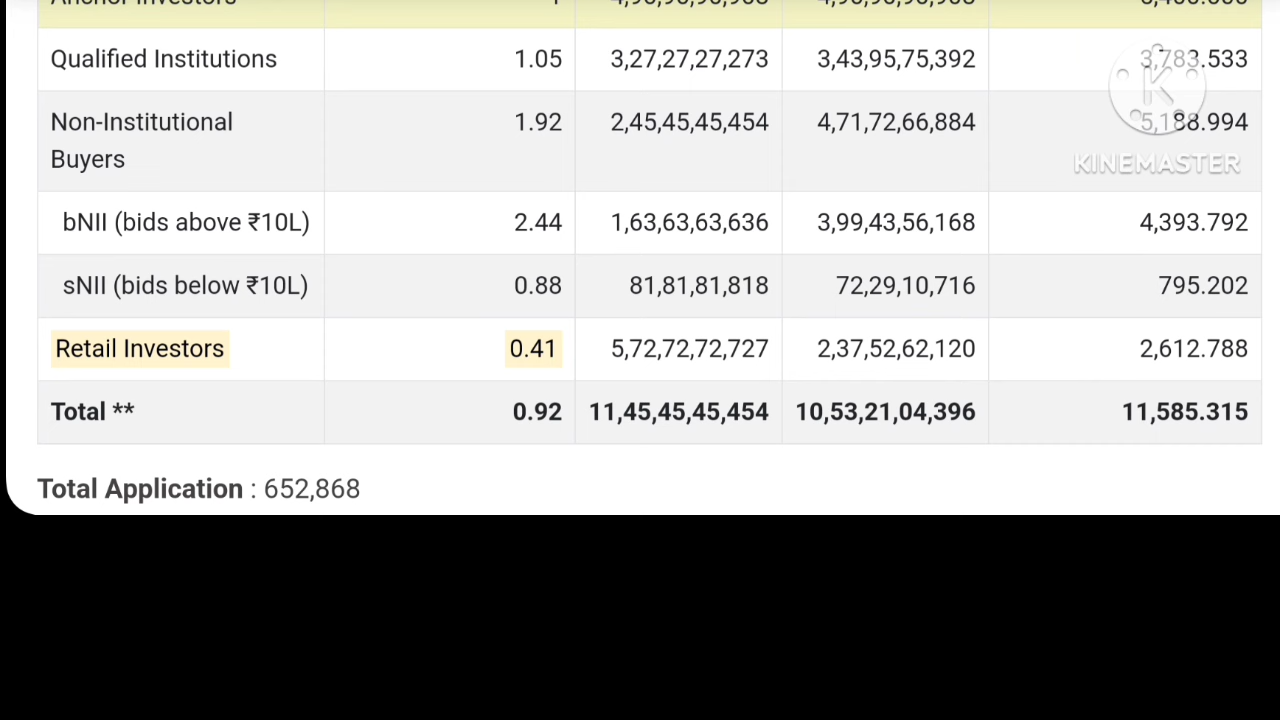 Anchor Investors 1
Qualified Institutions 1.05 3,27,27,27,273 3,43,95,75,392 3,783.533
Non-Institutional 1.92 2,45,45,45,454 4,71,72,66,884 5,188.994
Buyers
KINEMASTER
bNII (bids above ₹10L) 2.44 1,63,63,63,636 3,99,43,56,168 4,393.792
sNII (bids below ₹10L) 0.88 81,81,81,818 72,29,10,716 795.202
Retail Investors 0.41 5,72,72,72,727 2,37,52,62,120 2,612.788
Total ** 0.92 11,45,45,45,454 10,53,21,04,396 11,585.315
Total Application : 652,868